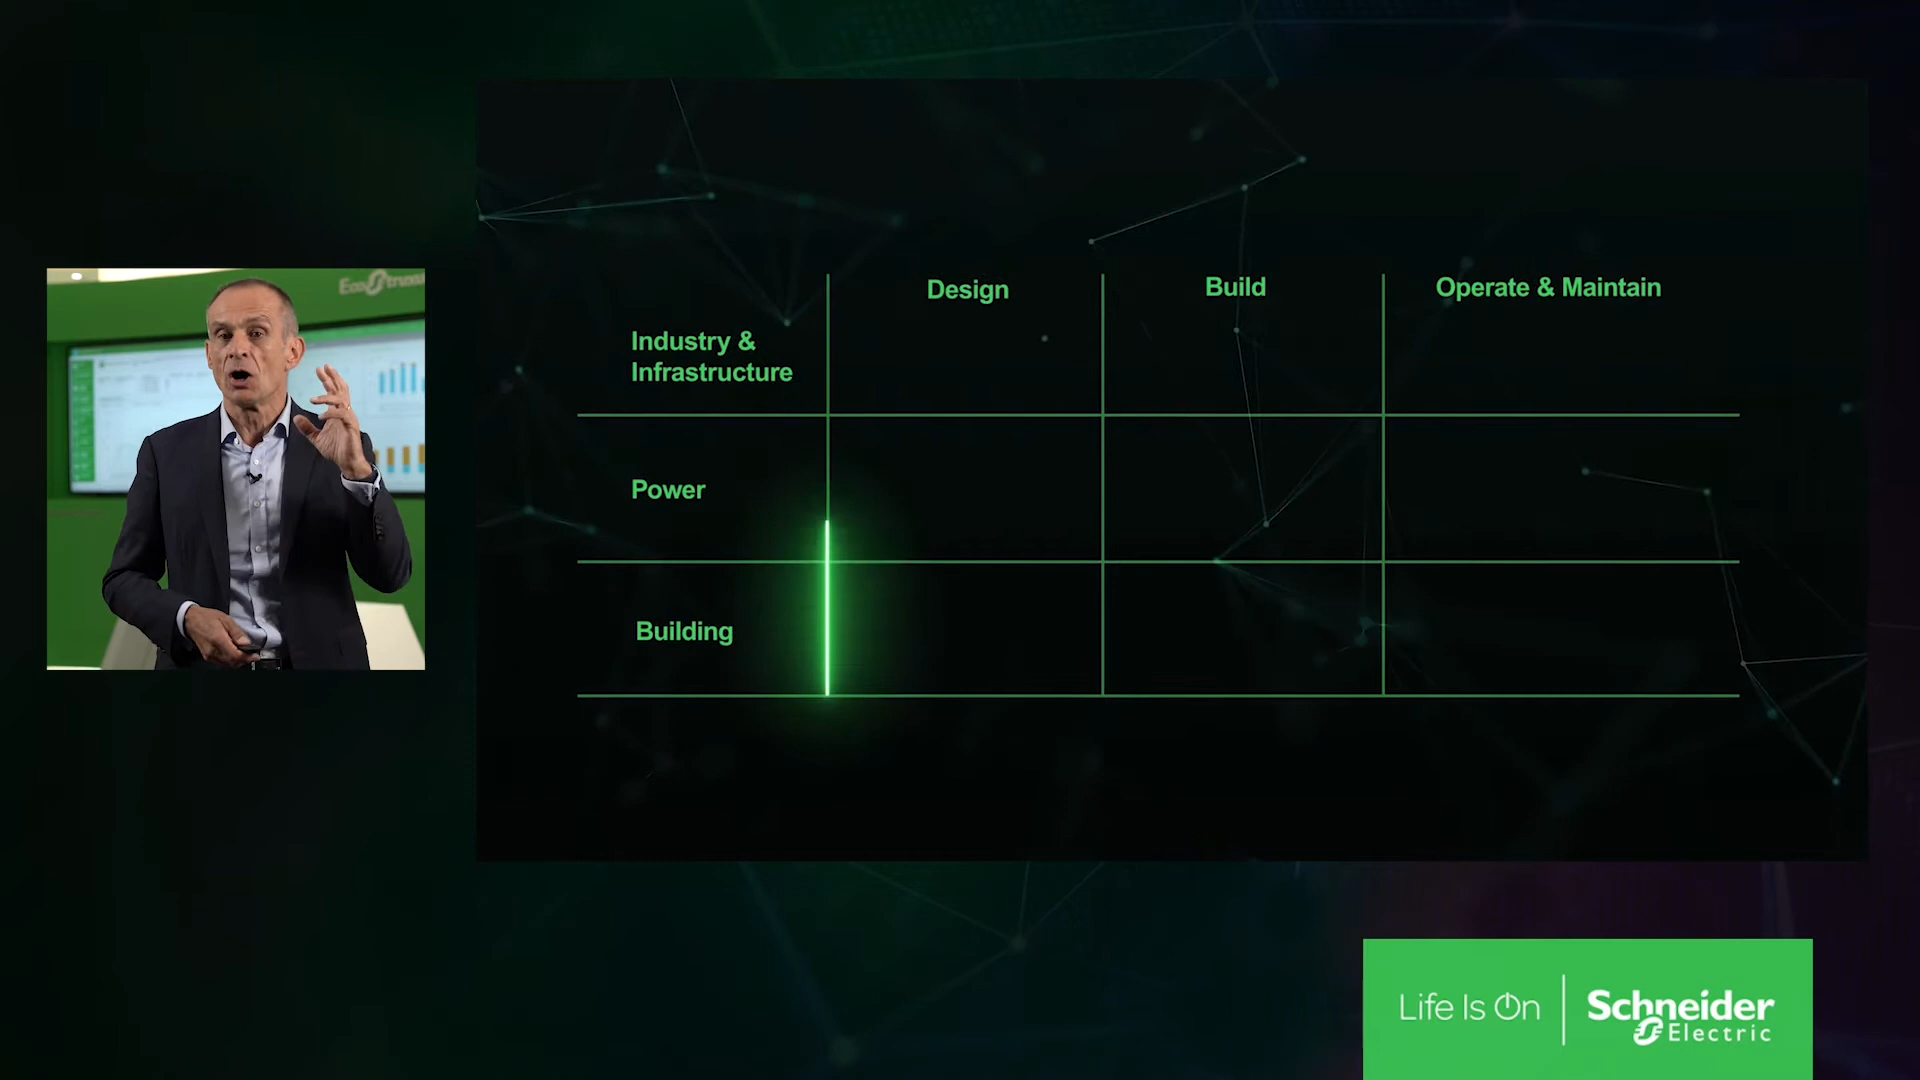 Design
Build
Operate & Maintain
Industry &
Infrastructure
Power
Building
Life Is On
Schneider
Electric